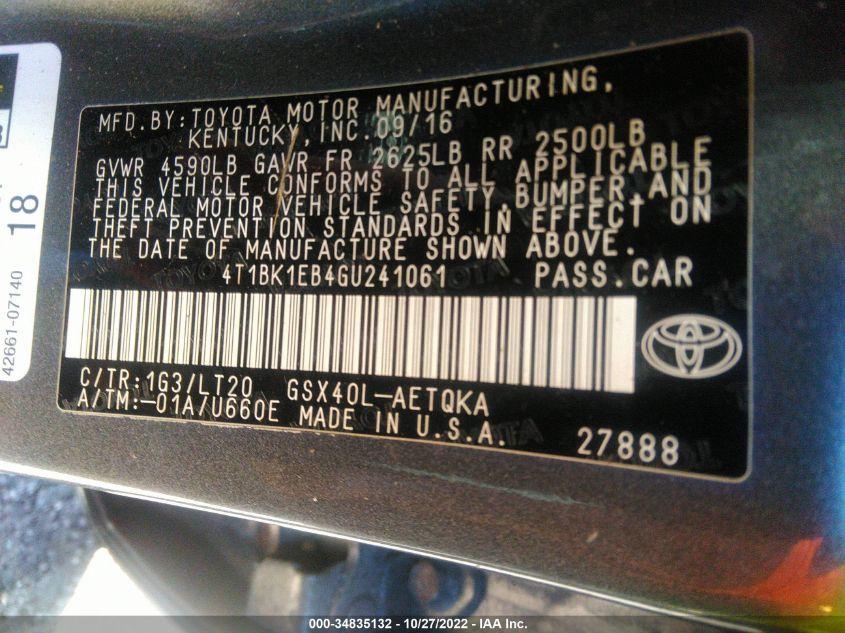 MFD.BY:TOYOTA MOTOR MANUFACTURING,
KENTUCKY, INC.09/16
GVWR 4590LB GAWR FR 2625LB RR 2500LB
THIS VEHICLE CONFORMS TO ALL APPLICABLE
FEDERAL MOTOR VEHICLE SAFETY,BUMPER,AND
THEFT PREVENTION STANDARDS IN EFFECT ON
THE DATE OF MANUFACTURE SHOWN ABOVE.
4T1BK1EB4GU241061 PASS.CAR
C/TR:1G3/LT20 GSX40L-AETQKA
A/TM:-01A/U660E MADE IN U.S.A.
27888
42661-07140
18
000-34835132 - 10/27/2022 - IAA Inc.